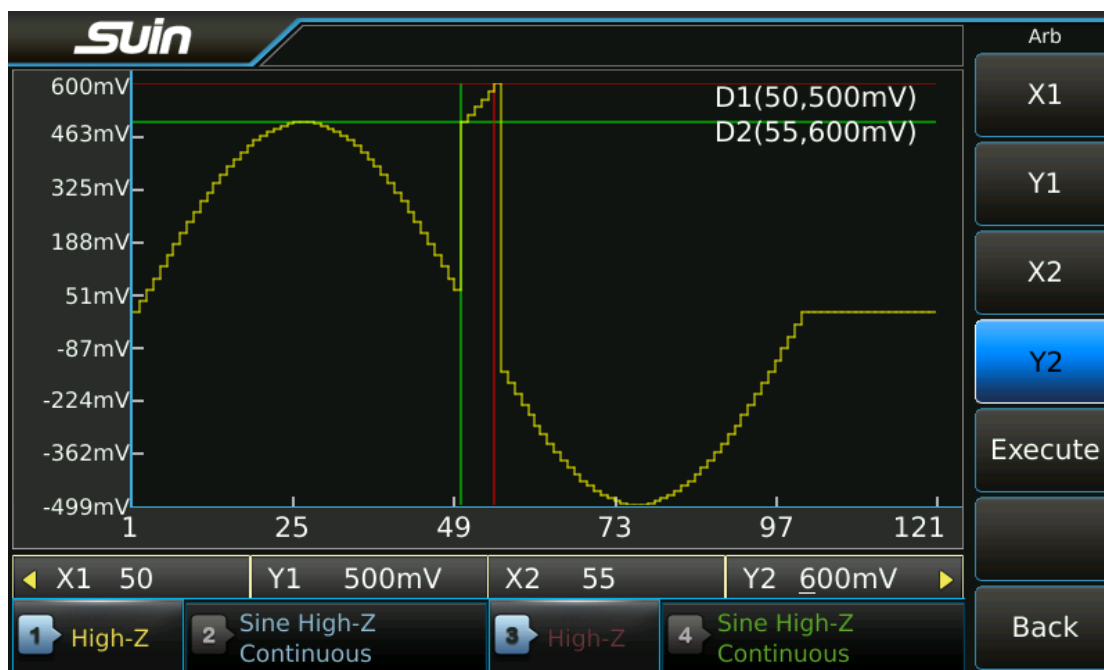 SUIN
Arb
600mV
463mV
325mV
188mV
51mV
-87mV
-224mV
-362mV
-499mV
D1(50,500mV)
D2(55,600mV)
1 25 49 73 97 121
X1
Y1
X2
Y2
Execute
Back
X1 50 Y1 500mV X2 55 Y2 600mV
1 High-Z
2 Sine High-Z
Continuous
3 High-Z
4 Sine High-Z
Continuous